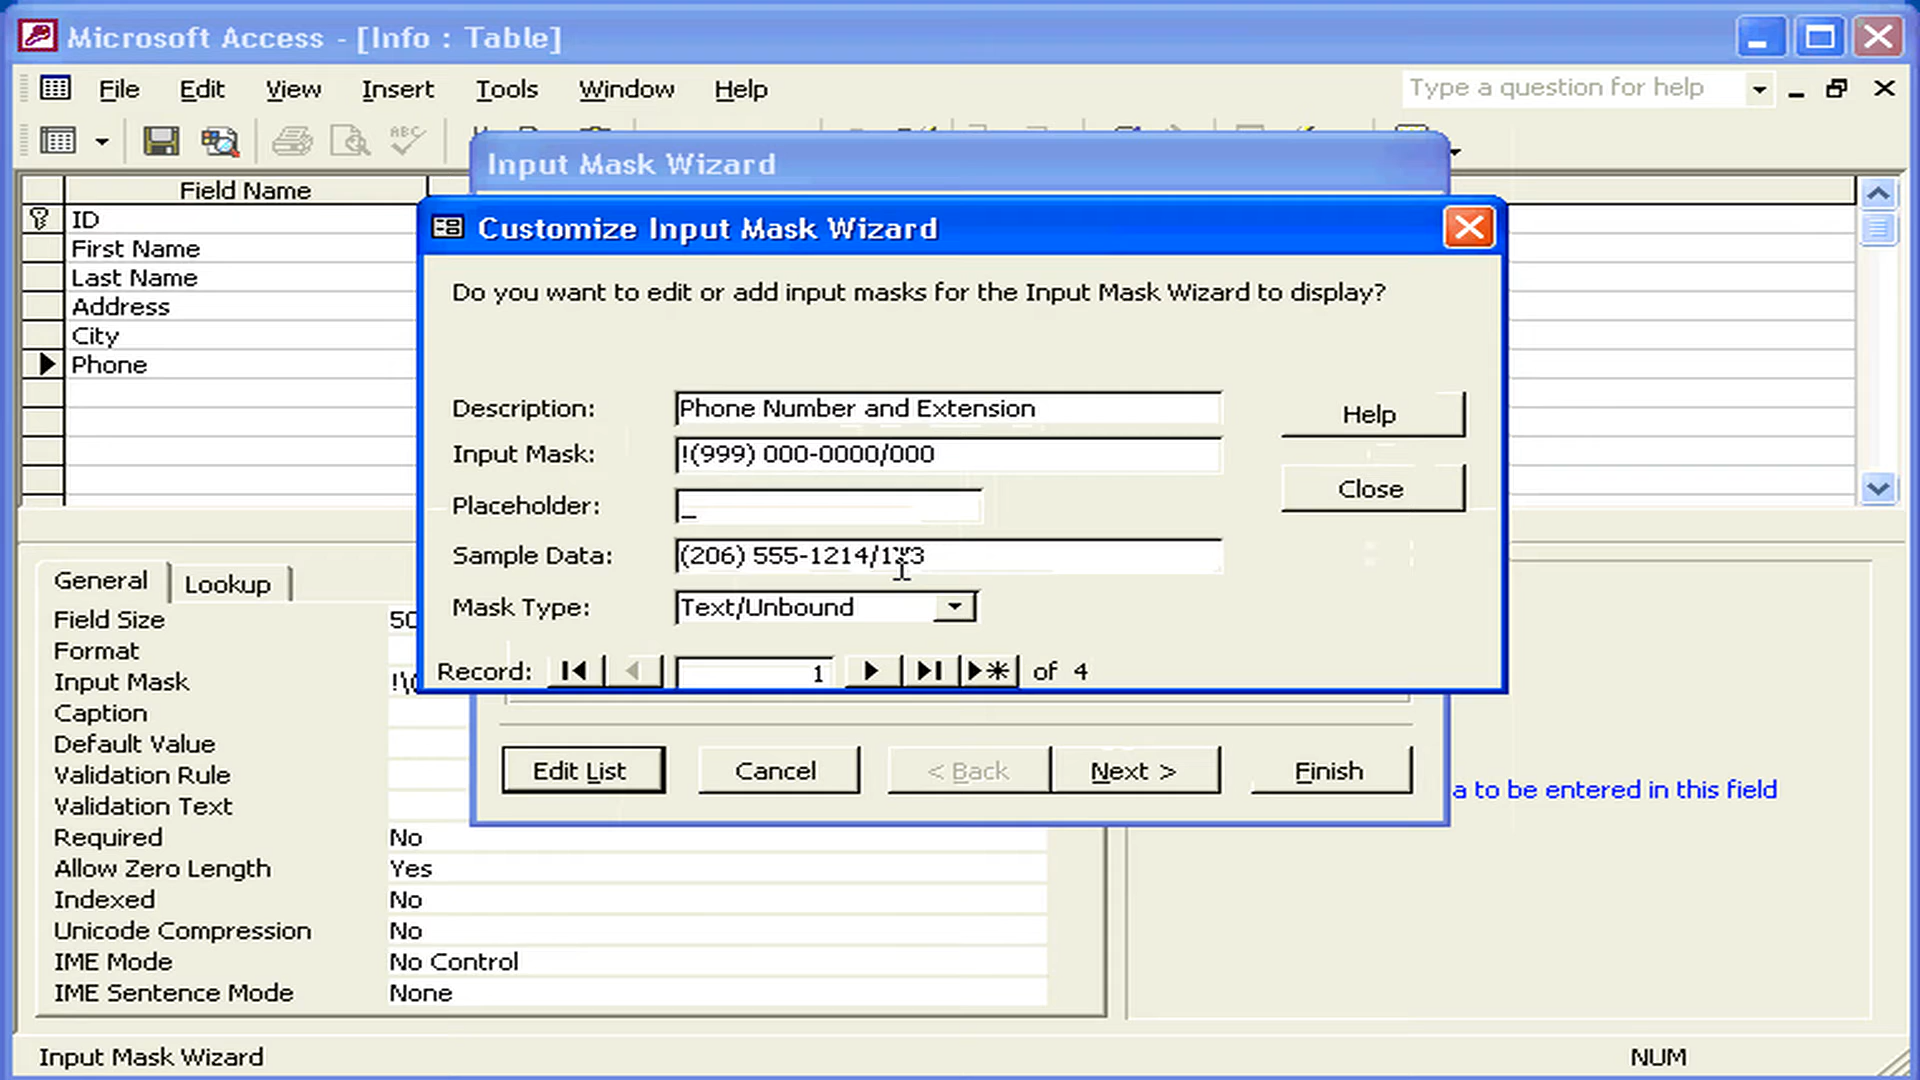 Microsoft Access - [Info : Table]
File Edit View Insert Tools Window Help
Type a question for help
ABC
Input Mask Wizard
Field Name
ID
First Name
Last Name
Address
City
Phone
Customize Input Mask Wizard
Do you want to edit or add input masks for the Input Mask Wizard to display?
Description: Phone Number and Extension
Help
Input Mask: !(999) 000-0000/000
Close
Placeholder: _
Sample Data:
Mask Type: Text/Unbound
Record: 1 of 4
Edit List Cancel < Back Next > Finish
General Lookup
Field Size
Format
Input Mask
Caption
Default Value
Validation Rule
Validation Text
Required No
Allow Zero Length Yes
Indexed No
Unicode Compression No
IME Mode No Control
IME Sentence Mode None
a to be entered in this field
Input Mask Wizard NUM